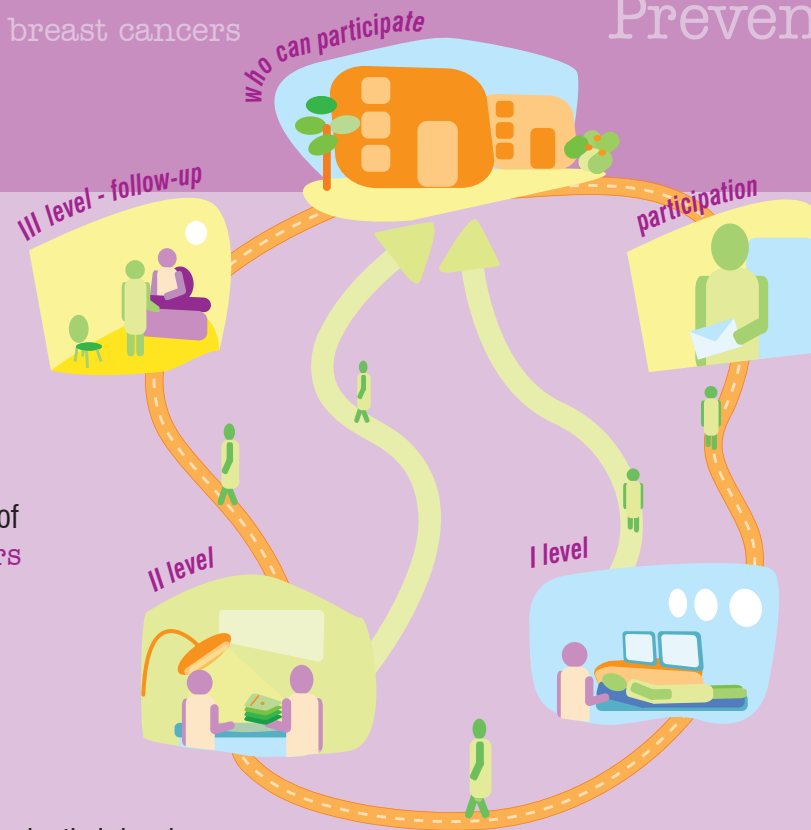 breast cancers
Preven
who can participate
III level - follow-up
participation
of
rs
II level
I level